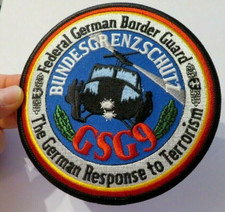 Federal German Border Guard
BUNDESGRENZSCHUTZ
GSG9
The German Response to Terrorism